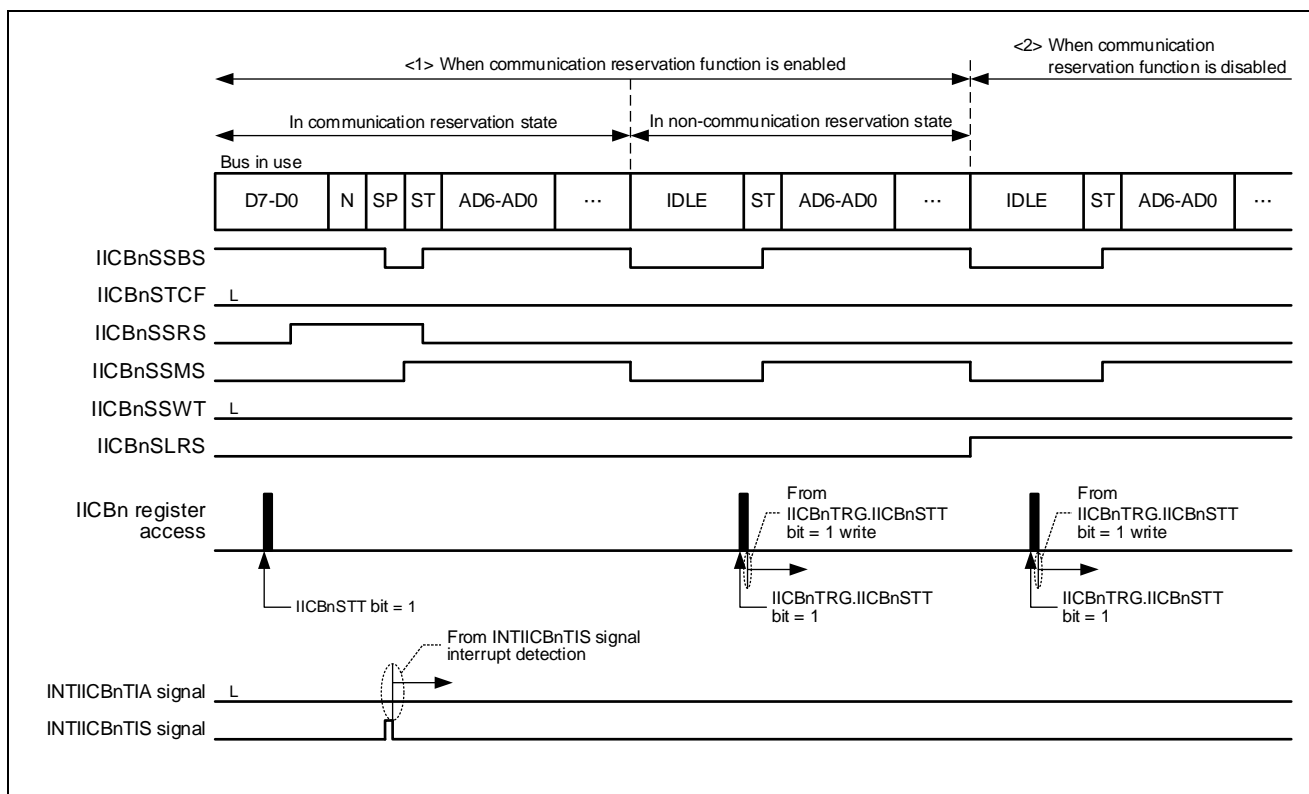 <1> When communication reservation function is enabled
<2> When communication
reservation function is disabled
In communication reservation state
In non-communication reservation state
Bus in use
D7-D0 N SP ST AD6-AD0 ··· IDLE ST AD6-AD0 ··· IDLE ST AD6-AD0 ···
IICBnSSBS
IICBnSTCF L
IICBnSSRS
IICBnSSMS
IICBnSSWT L
IICBnSLRS
IICBn register
access
From
IICBnTRG.IICBnSTT
bit = 1 write
From
IICBnTRG.IICBnSTT
bit = 1 write
IICBnSTT bit = 1
IICBnTRG.IICBnSTT
bit = 1
IICBnTRG.IICBnSTT
bit = 1
From INTIICBnTIS signal
interrupt detection
INTIICBnTIA signal L
INTIICBnTIS signal